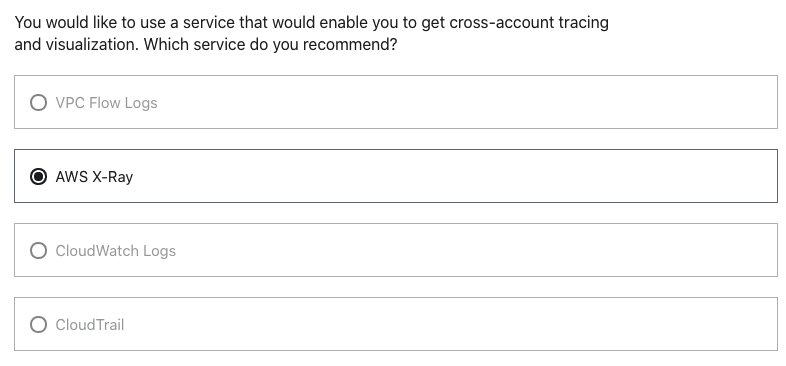 You would like to use a service that would enable you to get cross-account tracing
and visualization. Which service do you recommend?
VPC Flow Logs
AWS X-Ray
CloudWatch Logs
CloudTrail